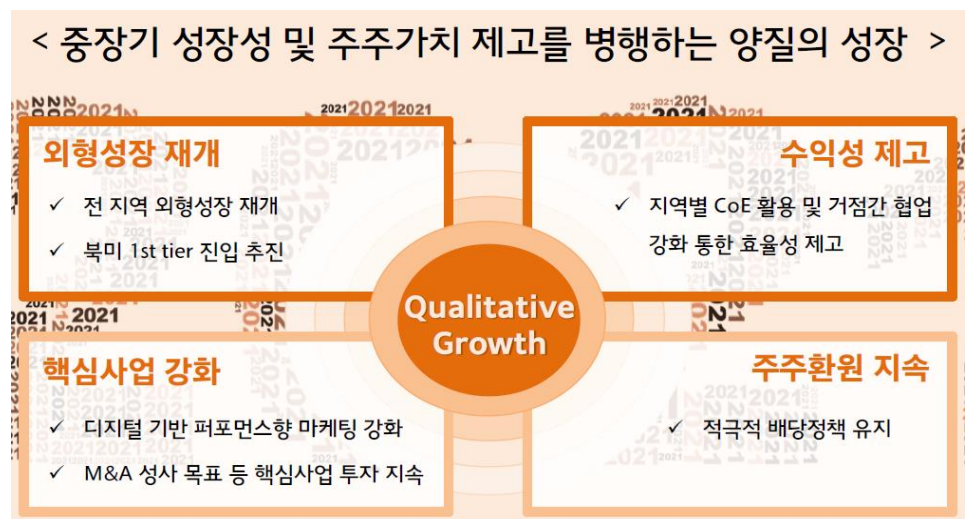 < 중장기 성장성 및 주주가치 제고를 병행하는 양질의 성장 >
외형성장 재개
✓ 전 지역 외형성장 재개
✓ 북미 1st tier 진입 추진
수익성 제고
✓ 지역별 CoE 활용 및 거점간 협업
강화 통한 효율성 제고
Qualitative
Growth
핵심사업 강화
✓ 디지털 기반 퍼포먼스향 마케팅 강화
✓ M&A 성사 목표 등 핵심사업 투자 지속
주주환원 지속
✓ 적극적 배당정책 유지